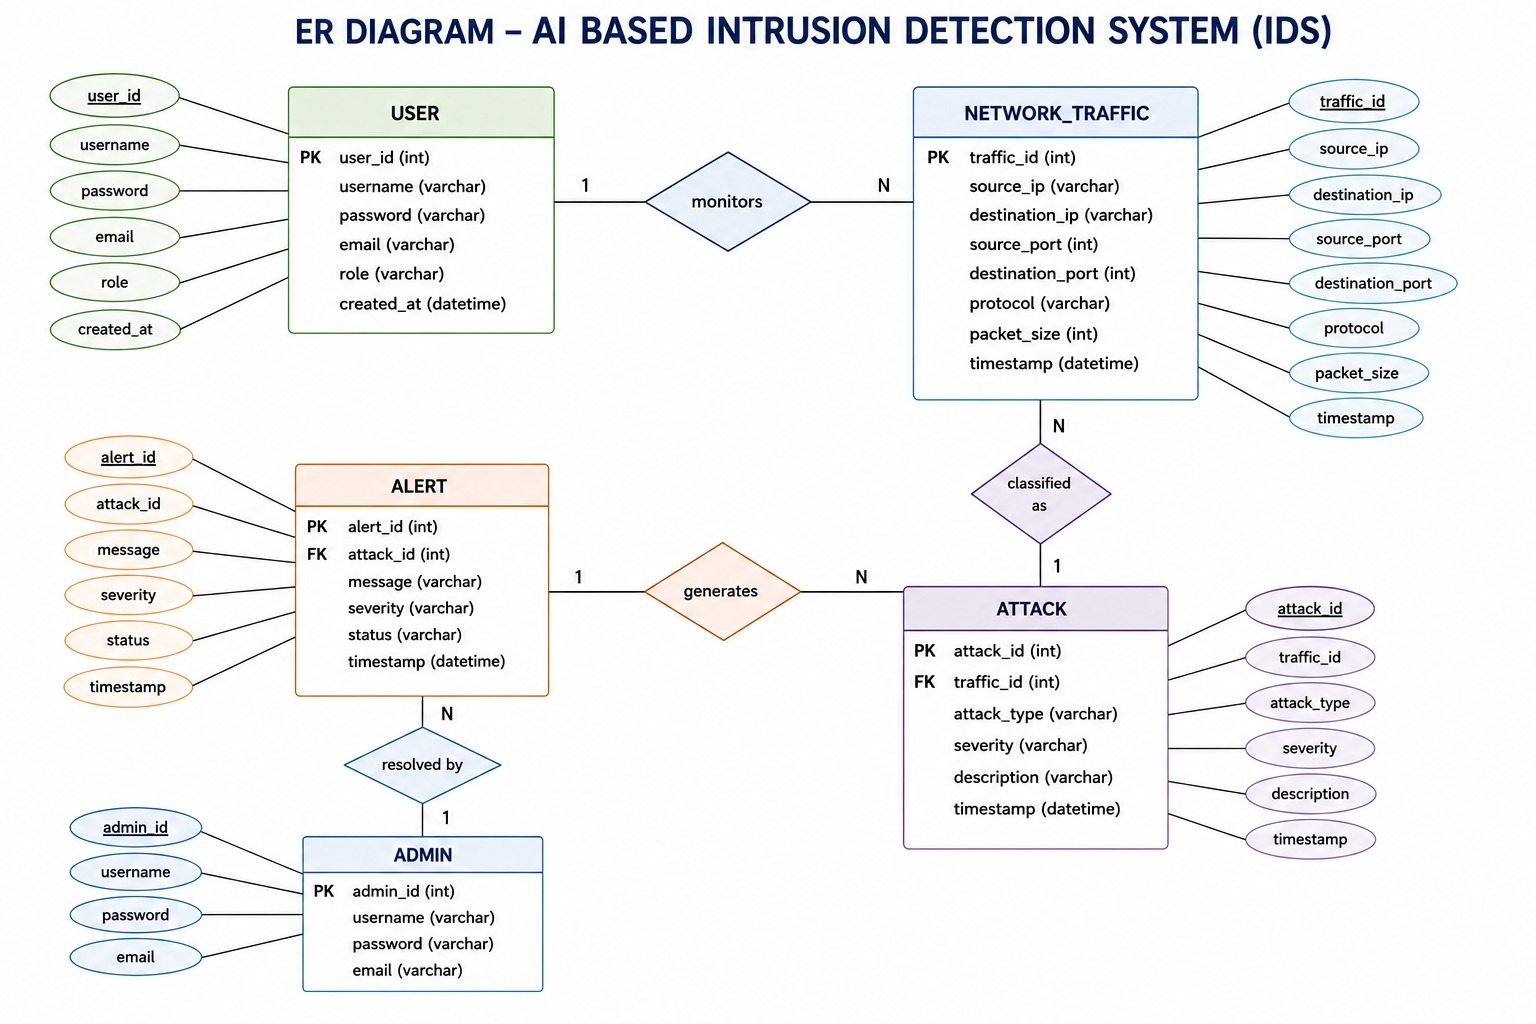 ER DIAGRAM – AI BASED INTRUSION DETECTION SYSTEM (IDS)
user_id
username
password
email
role
created_at
USER
PK user_id (int)
username (varchar)
password (varchar)
email (varchar)
role (varchar)
created_at (datetime)
1
monitors
N
NETWORK_TRAFFIC
PK traffic_id (int)
source_ip (varchar)
destination_ip (varchar)
source_port (int)
destination_port (int)
protocol (varchar)
packet_size (int)
timestamp (datetime)
traffic_id
source_ip
destination_ip
source_port
destination_port
protocol
packet_size
timestamp
N
classified
as
1
alert_id
attack_id
message
severity
status
timestamp
ALERT
PK alert_id (int)
FK attack_id (int)
message (varchar)
severity (varchar)
status (varchar)
timestamp (datetime)
1
generates
N
ATTACK
PK attack_id (int)
FK traffic_id (int)
attack_type (varchar)
severity (varchar)
description (varchar)
timestamp (datetime)
attack_id
traffic_id
attack_type
severity
description
timestamp
N
resolved by
1
admin_id
username
password
email
ADMIN
PK admin_id (int)
username (varchar)
password (varchar)
email (varchar)